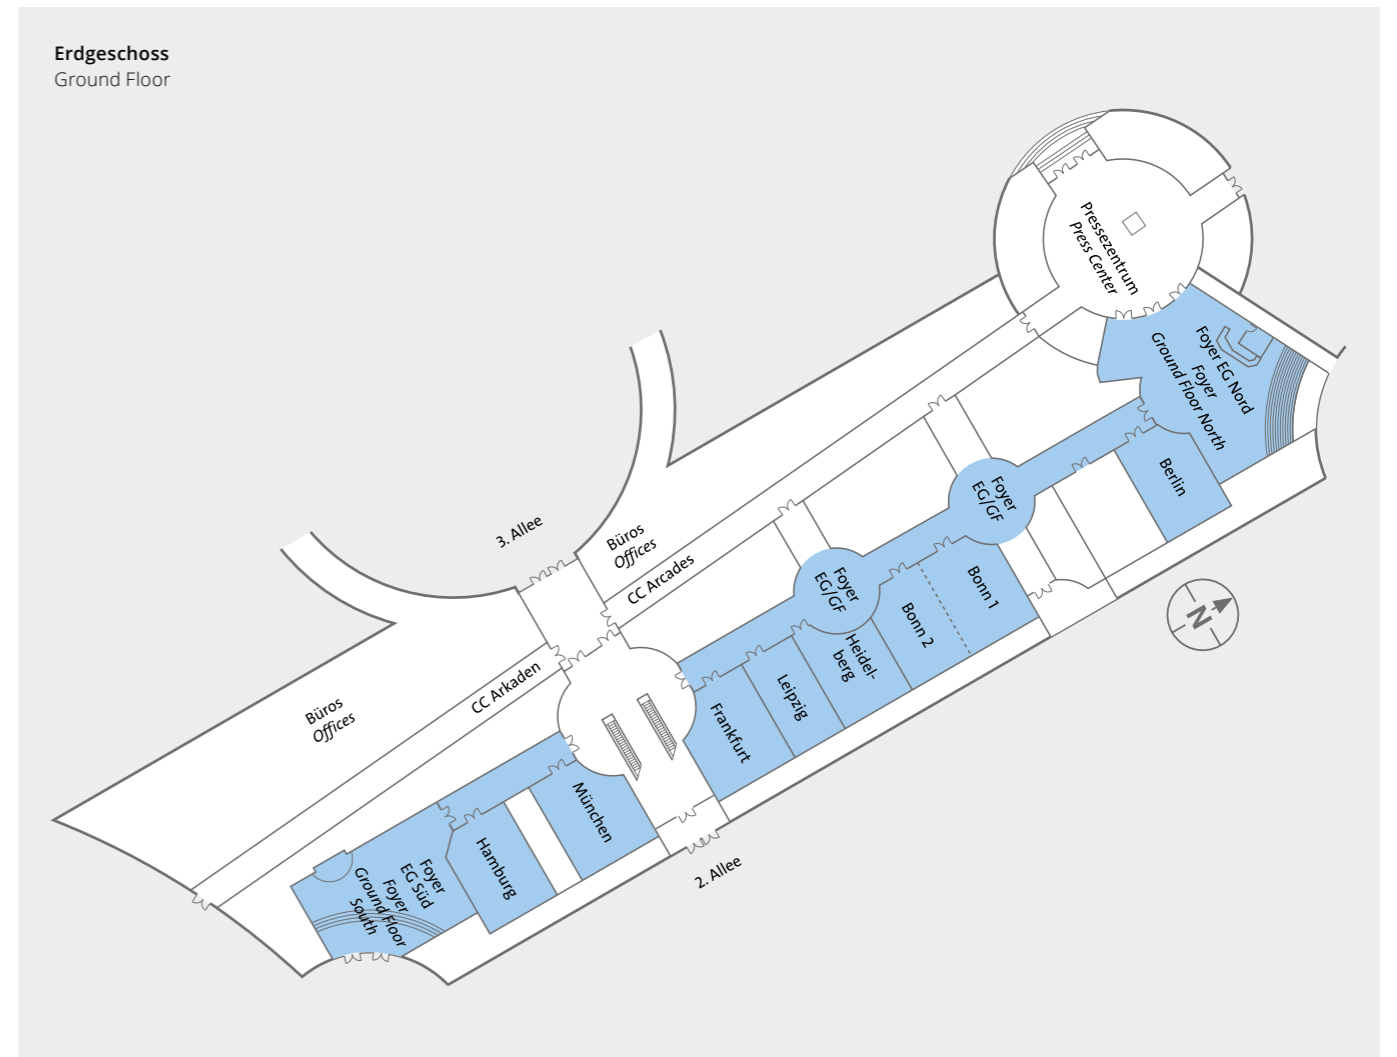 Erdgeschoss
Ground Floor
Pressezentrum
Press Center
Foyer EG Nord
Foyer
Ground Floor North
Berlin
Foyer
EG/GF
Foyer
EG/GF
Bonn 1
Bonn 2
Heidel-
berg
Leipzig
Frankfurt
3. Allee
Büros
Offices
CC Arcades
CC Arkaden
Büros
Offices
München
Hamburg
Foyer
EG Süd
Foyer
Ground Floor
South
2. Allee
N